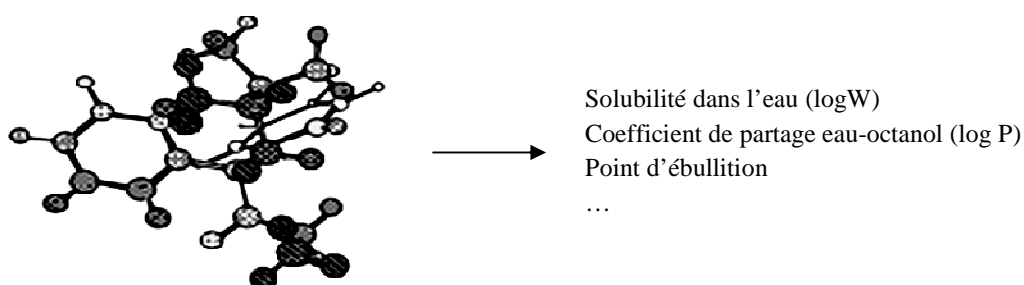 Solubilité dans l’eau (logW)
Coefficient de partage eau-octanol (log P)
Point d’ébullition
…